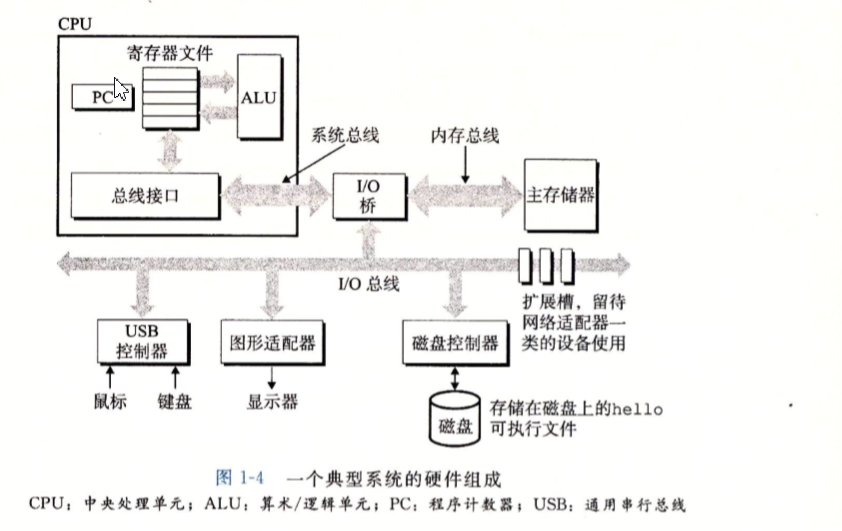 CPU
寄存器文件
PC
ALU
系统总线
内存总线
总线接口
I/O
桥
主存储器
I/O 总线
扩展槽，留待
网络适配器一
类的设备使用
USB
控制器
图形适配器
磁盘控制器
鼠标
键盘
显示器
磁盘
存储在磁盘上的hello
可执行文件
图 1-4 一个典型系统的硬件组成
CPU：中央处理单元；ALU：算术/逻辑单元；PC：程序计数器；USB：通用串行总线